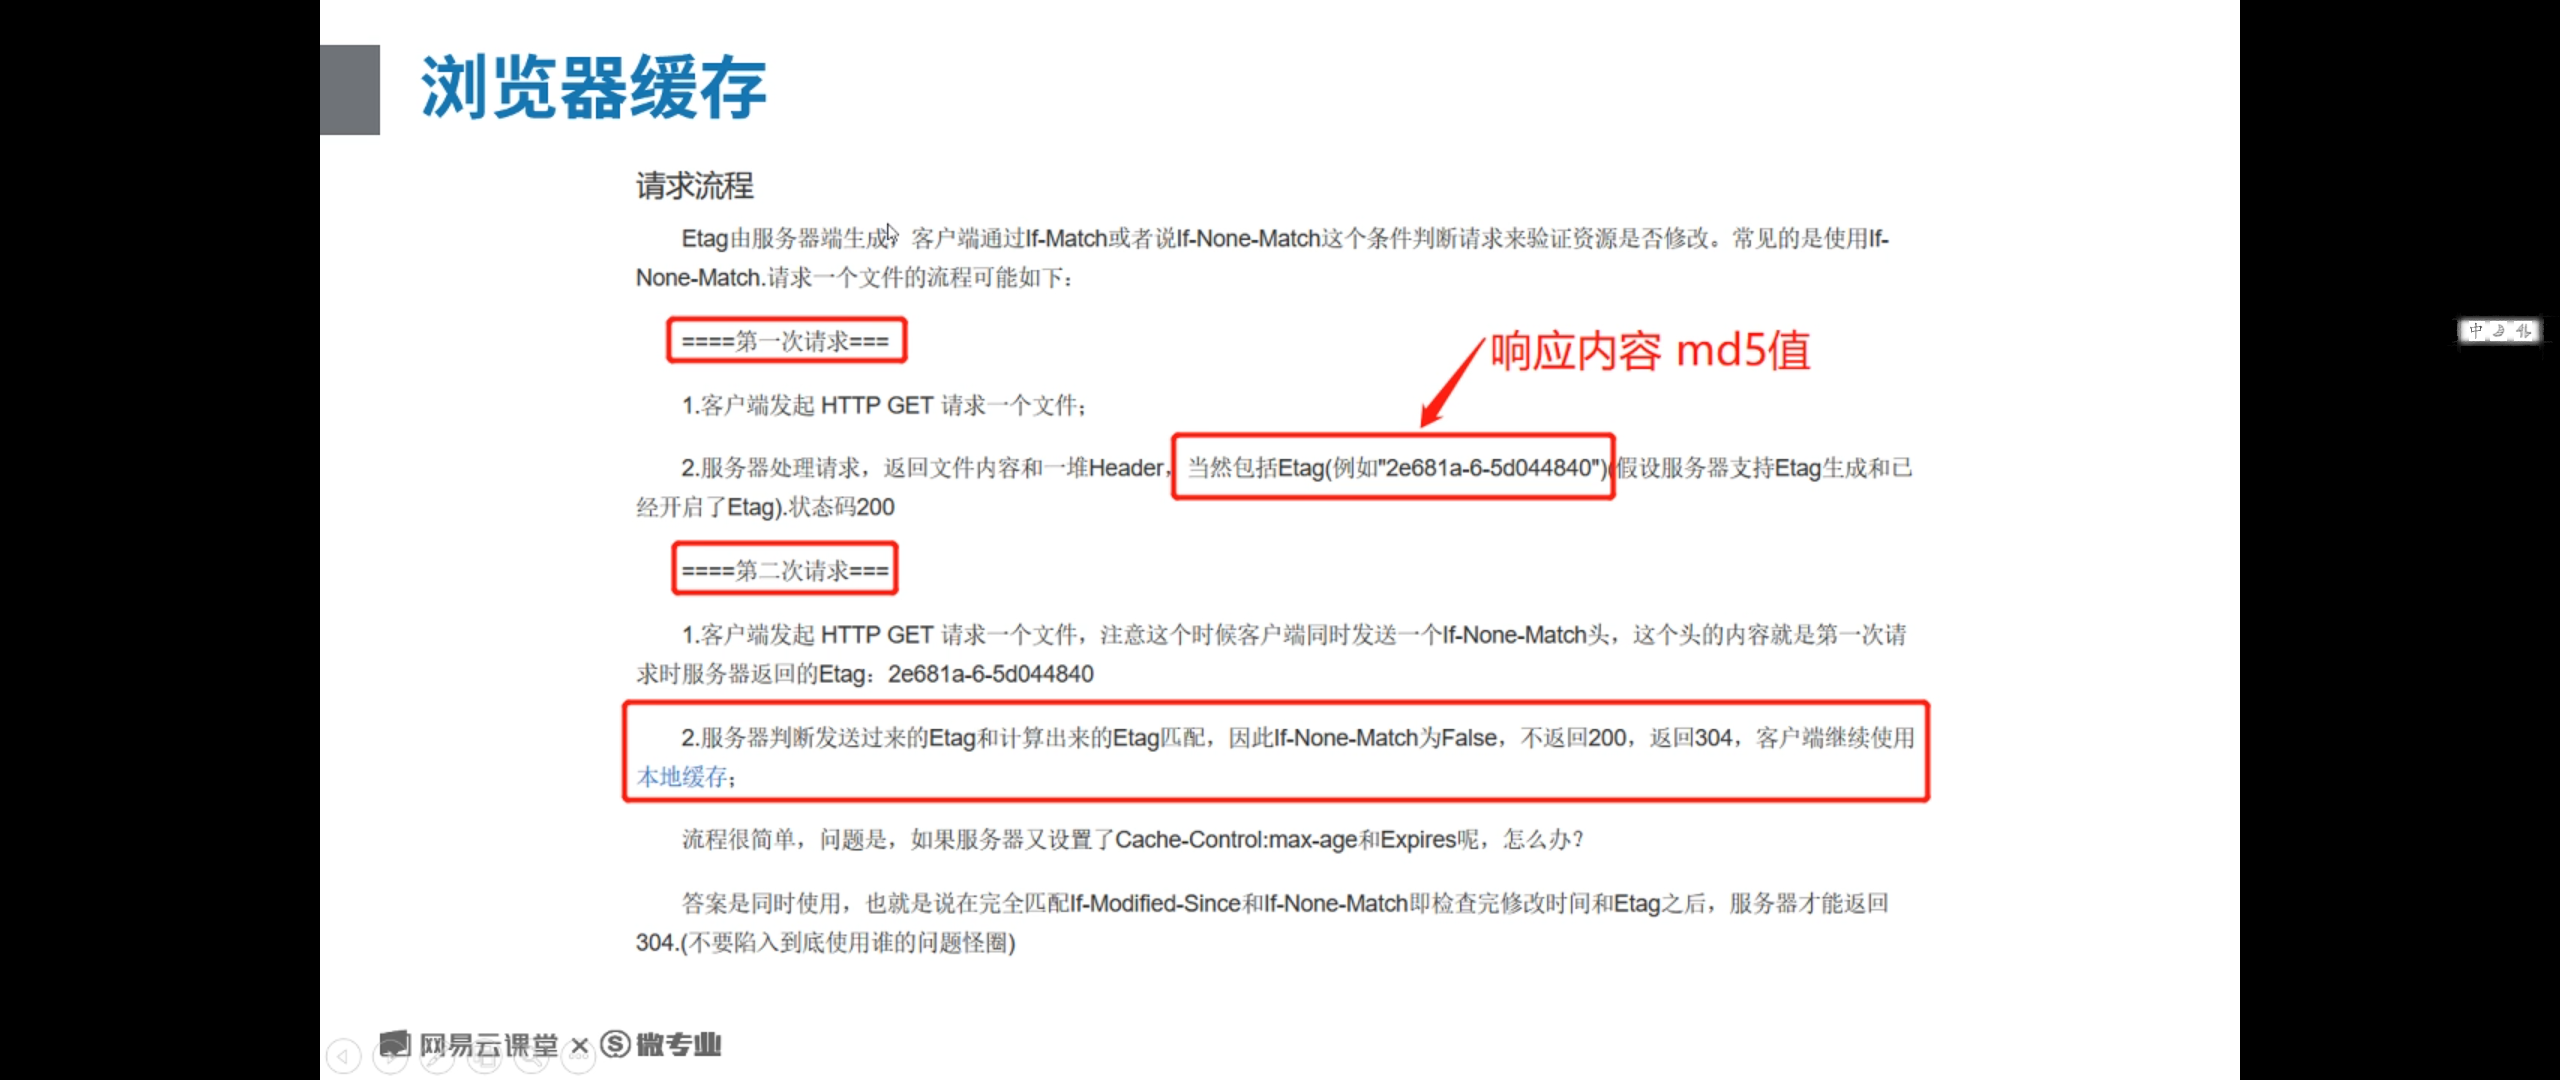 浏览器缓存
请求流程
Etag由服务器端生成，客户端通过If-Match或者说If-None-Match这个条件判断请求来验证资源是否修改。常见的是使用If-
None-Match.请求一个文件的流程可能如下：
====第一次请求===
响应内容 md5值
1.客户端发起 HTTP GET 请求一个文件；
2.服务器处理请求，返回文件内容和一堆Header，当然包括Etag(例如"2e681a-6-5d044840")(假设服务器支持Etag生成和已
经开启了Etag).状态码200
====第二次请求===
1.客户端发起 HTTP GET 请求一个文件，注意这个时候客户端同时发送一个If-None-Match头，这个头的内容就是第一次请
求时服务器返回的Etag：2e681a-6-5d044840
2.服务器判断发送过来的Etag和计算出来的Etag匹配，因此If-None-Match为False，不返回200，返回304，客户端继续使用
本地缓存；
流程很简单，问题是，如果服务器又设置了Cache-Control:max-age和Expires呢，怎么办？
答案是同时使用，也就是说在完全匹配If-Modified-Since和If-None-Match即检查完修改时间和Etag之后，服务器才能返回
304.(不要陷入到底使用谁的问题怪圈)
网易云课堂 × 微专业
中